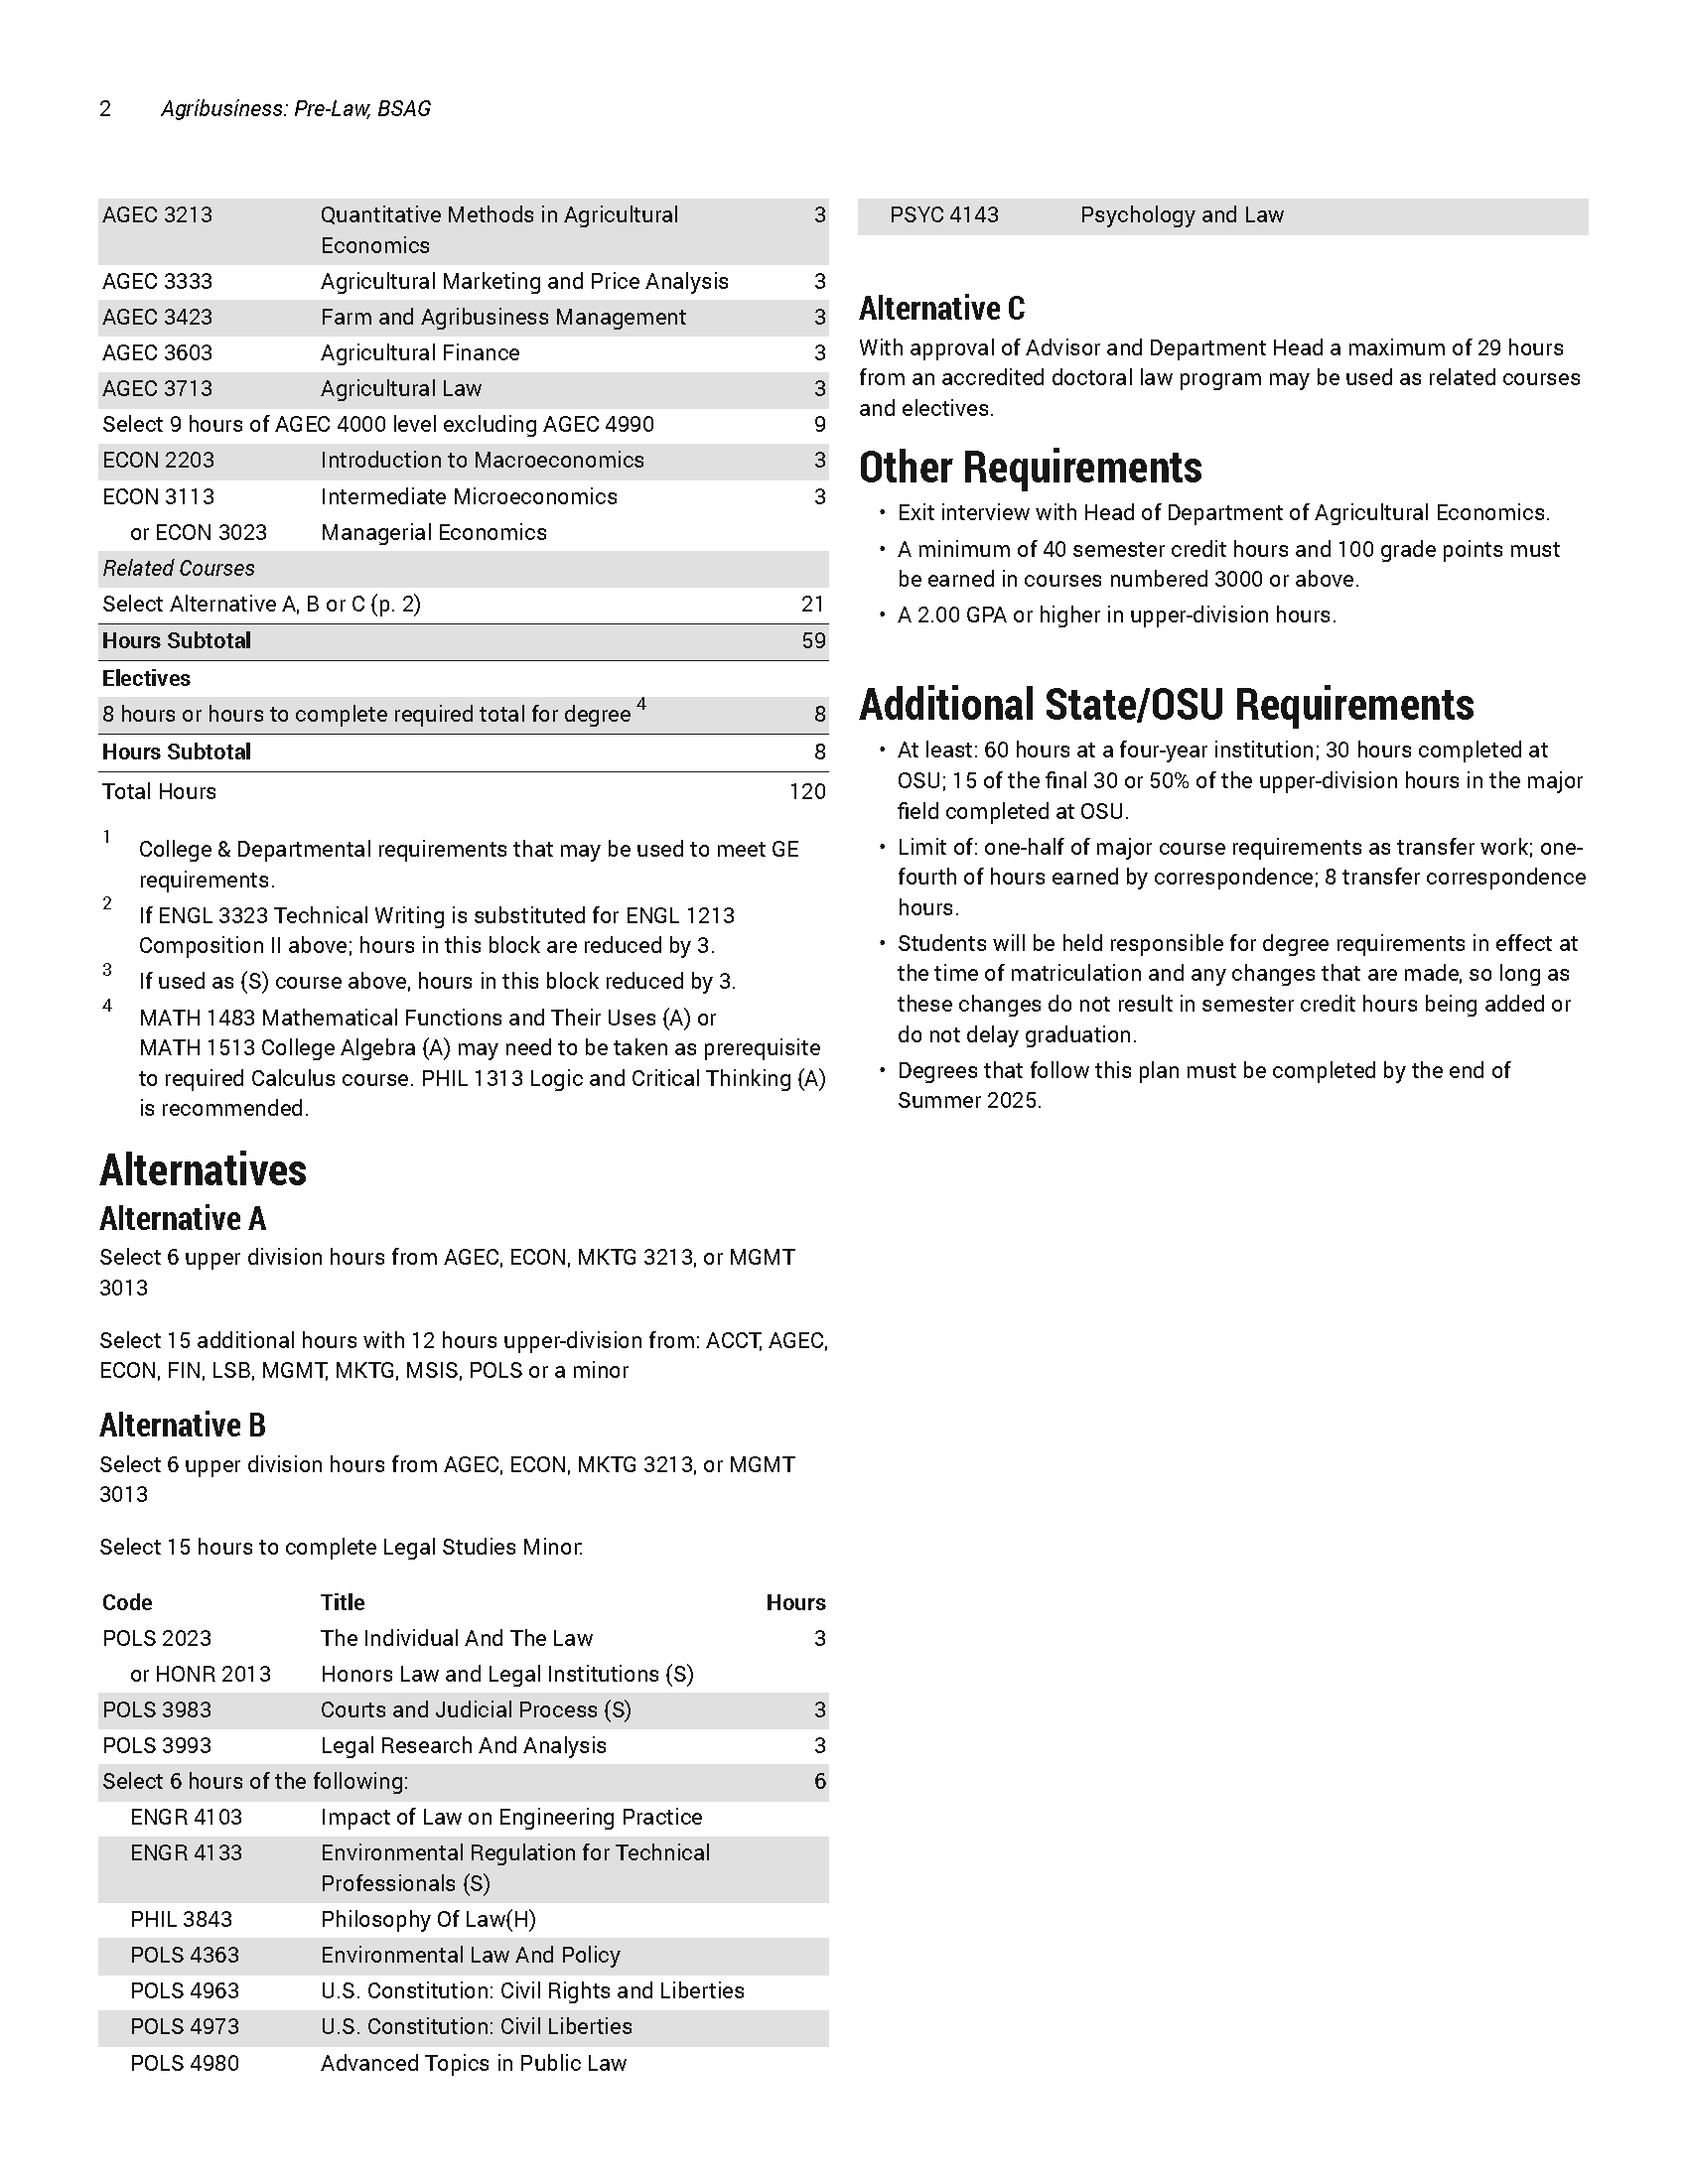 2 Agribusiness: Pre-Law, BSAG
AGEC 3213 Quantitative Methods in Agricultural 3
Economics
AGEC 3333 Agricultural Marketing and Price Analysis 3
AGEC 3423 Farm and Agribusiness Management 3
AGEC 3603 Agricultural Finance 3
AGEC 3713 Agricultural Law 3
Select 9 hours of AGEC 4000 level excluding AGEC 4990 9
ECON 2203 Introduction to Macroeconomics 3
ECON 3113 Intermediate Microeconomics 3
or ECON 3023 Managerial Economics
Related Courses
Select Alternative A, B or C (p. 2) 21
Hours Subtotal 59
Electives
8 hours or hours to complete required total for degree 4 8
Hours Subtotal 8
Total Hours 120
1 College & Departmental requirements that may be used to meet GE
requirements.
2 If ENGL 3323 Technical Writing is substituted for ENGL 1213
Composition II above; hours in this block are reduced by 3.
3 If used as (S) course above, hours in this block reduced by 3.
4 MATH 1483 Mathematical Functions and Their Uses (A) or
MATH 1513 College Algebra (A) may need to be taken as prerequisite
to required Calculus course. PHIL 1313 Logic and Critical Thinking (A)
is recommended.
Alternatives
Alternative A
Select 6 upper division hours from AGEC, ECON, MKTG 3213, or MGMT
3013
Select 15 additional hours with 12 hours upper-division from: ACCT, AGEC,
ECON, FIN, LSB, MGMT, MKTG, MSIS, POLS or a minor
Alternative B
Select 6 upper division hours from AGEC, ECON, MKTG 3213, or MGMT
3013
Select 15 hours to complete Legal Studies Minor:
Code Title Hours
POLS 2023 The Individual And The Law 3
or HONR 2013 Honors Law and Legal Institutions (S)
POLS 3983 Courts and Judicial Process (S) 3
POLS 3993 Legal Research And Analysis 3
Select 6 hours of the following: 6
ENGR 4103 Impact of Law on Engineering Practice
ENGR 4133 Environmental Regulation for Technical
Professionals (S)
PHIL 3843 Philosophy Of Law(H)
POLS 4363 Environmental Law And Policy
POLS 4963 U.S. Constitution: Civil Rights and Liberties
POLS 4973 U.S. Constitution: Civil Liberties
POLS 4980 Advanced Topics in Public Law
PSYC 4143 Psychology and Law
Alternative C
With approval of Advisor and Department Head a maximum of 29 hours
from an accredited doctoral law program may be used as related courses
and electives.
Other Requirements
• Exit interview with Head of Department of Agricultural Economics.
• A minimum of 40 semester credit hours and 100 grade points must
be earned in courses numbered 3000 or above.
• A 2.00 GPA or higher in upper-division hours.
Additional State/OSU Requirements
• At least: 60 hours at a four-year institution; 30 hours completed at
OSU; 15 of the final 30 or 50% of the upper-division hours in the major
field completed at OSU.
• Limit of: one-half of major course requirements as transfer work; one-
fourth of hours earned by correspondence; 8 transfer correspondence
hours.
• Students will be held responsible for degree requirements in effect at
the time of matriculation and any changes that are made, so long as
these changes do not result in semester credit hours being added or
do not delay graduation.
• Degrees that follow this plan must be completed by the end of
Summer 2025.